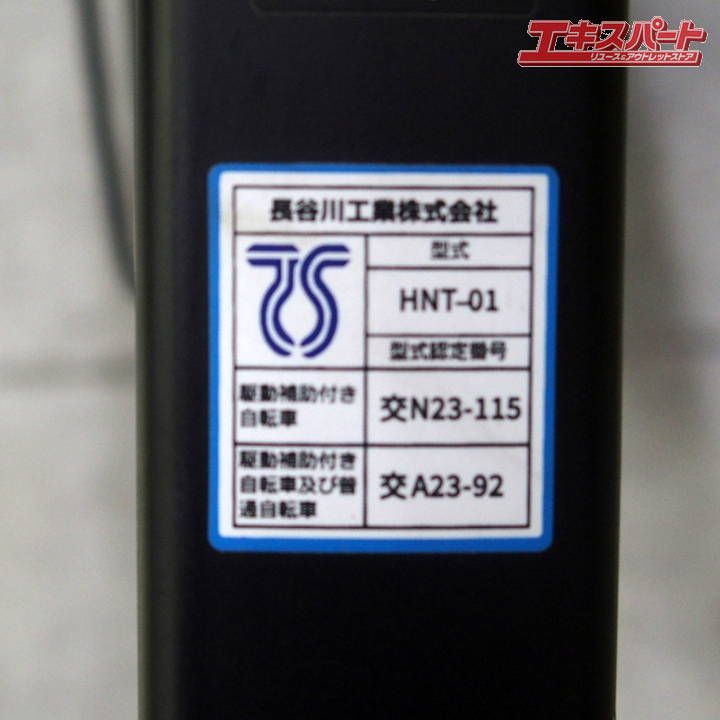 エキスパート
リユース&アウトレットストア
長谷川工業株式会社
TS
型式
HNT-01
型式認定番号
駆動補助付き
自転車
交N23-115
駆動補助付き
自転車及び普
通自転車
交A23-92